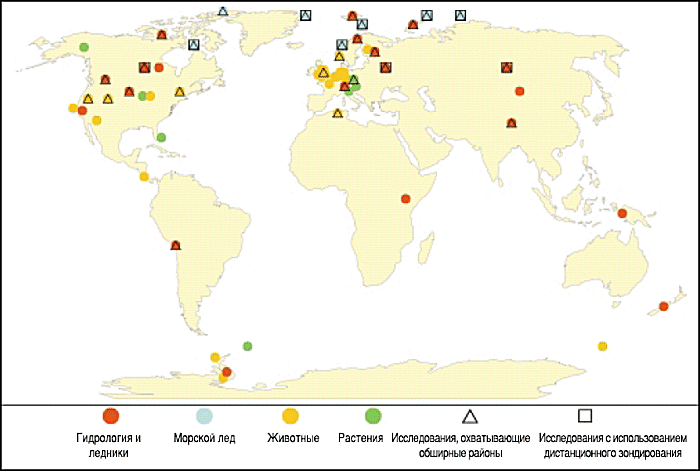 Гидрология и
ледники
Морской лед
Животные
Растения
Исследования, охватывающие
обширные районы
Исследования с использованием
дистанционного зондирования